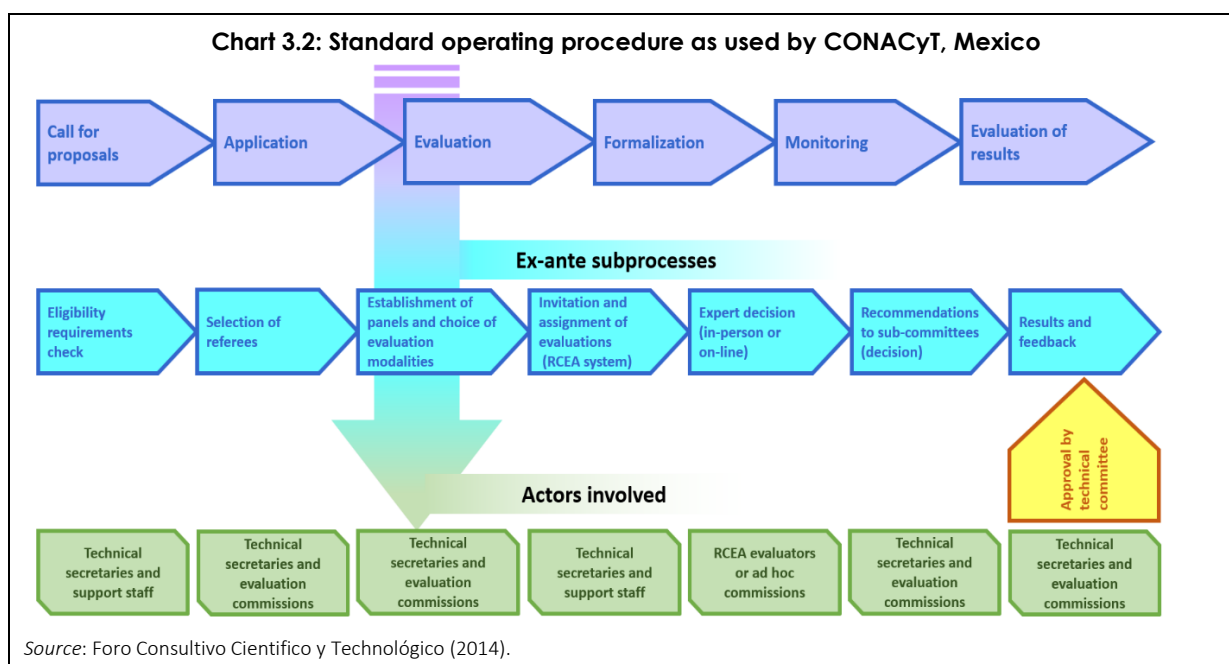 Chart 3.2: Standard operating procedure as used by CONACyT, Mexico
Call for
proposals
Application
Evaluation
Formalization
Monitoring
Evaluation of
results
Ex-ante subprocesses
Eligibility
requirements
check
Selection of
referees
Establishment of
panels and choice of
evaluation
modalities
Invitation and
assignment of
evaluations
(RCEA system)
Expert decision
(in-person or
on-line)
Recommendations
to sub-committees
(decision)
Results and
feedback
Approval by
technical
committee
Actors involved
Technical
secretaries and
support staff
Technical
secretaries and
evaluation
commissions
Technical
secretaries and
evaluation
commissions
Technical
secretaries and
support staff
RCEA evaluators
or ad hoc
commissions
Technical
secretaries and
evaluation
commissions
Technical
secretaries and
evaluation
commissions
Source: Foro Consultivo Cientifico y Technológico (2014).